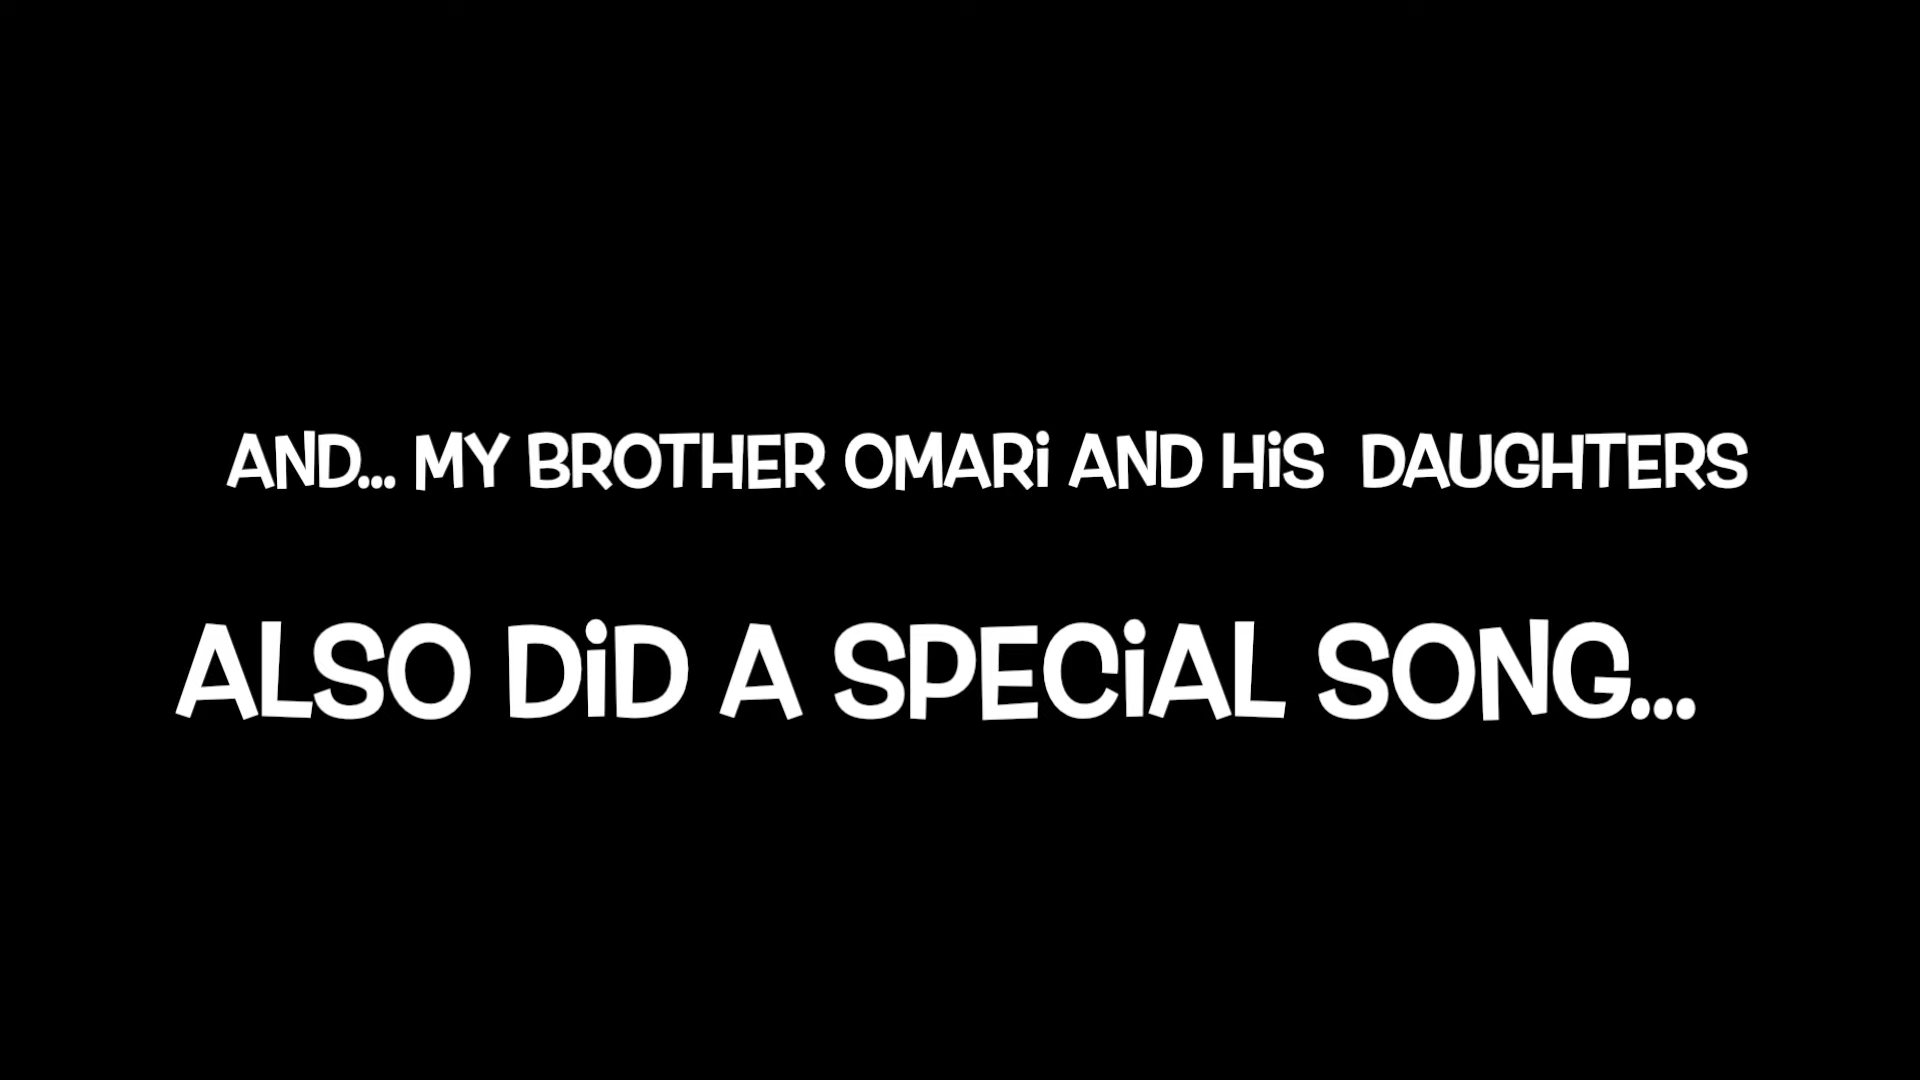 AND... MY BROTHER OMARi AND HiS DAUGHTERS
ALSO DiD A SPECiAL SONG...